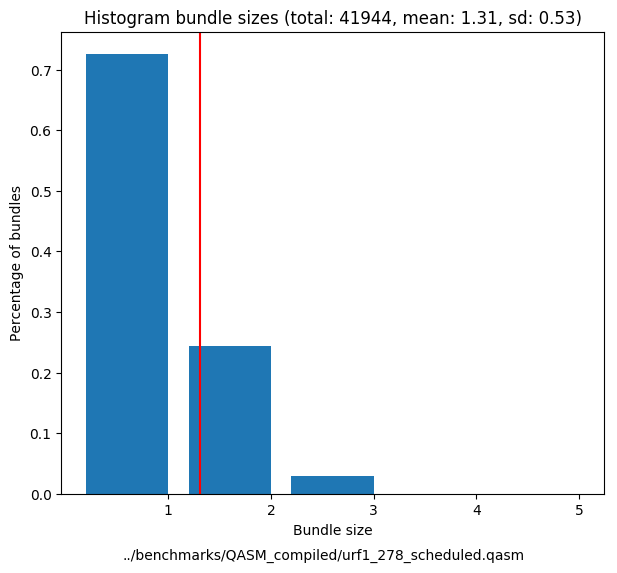 Histogram bundle sizes (total: 41944, mean: 1.31, sd: 0.53)
Percentage of bundles
0.7
0.6
0.5
0.4
0.3
0.2
0.1
0.0
1 2 3 4 5
Bundle size
../benchmarks/QASM_compiled/urf1_278_scheduled.qasm